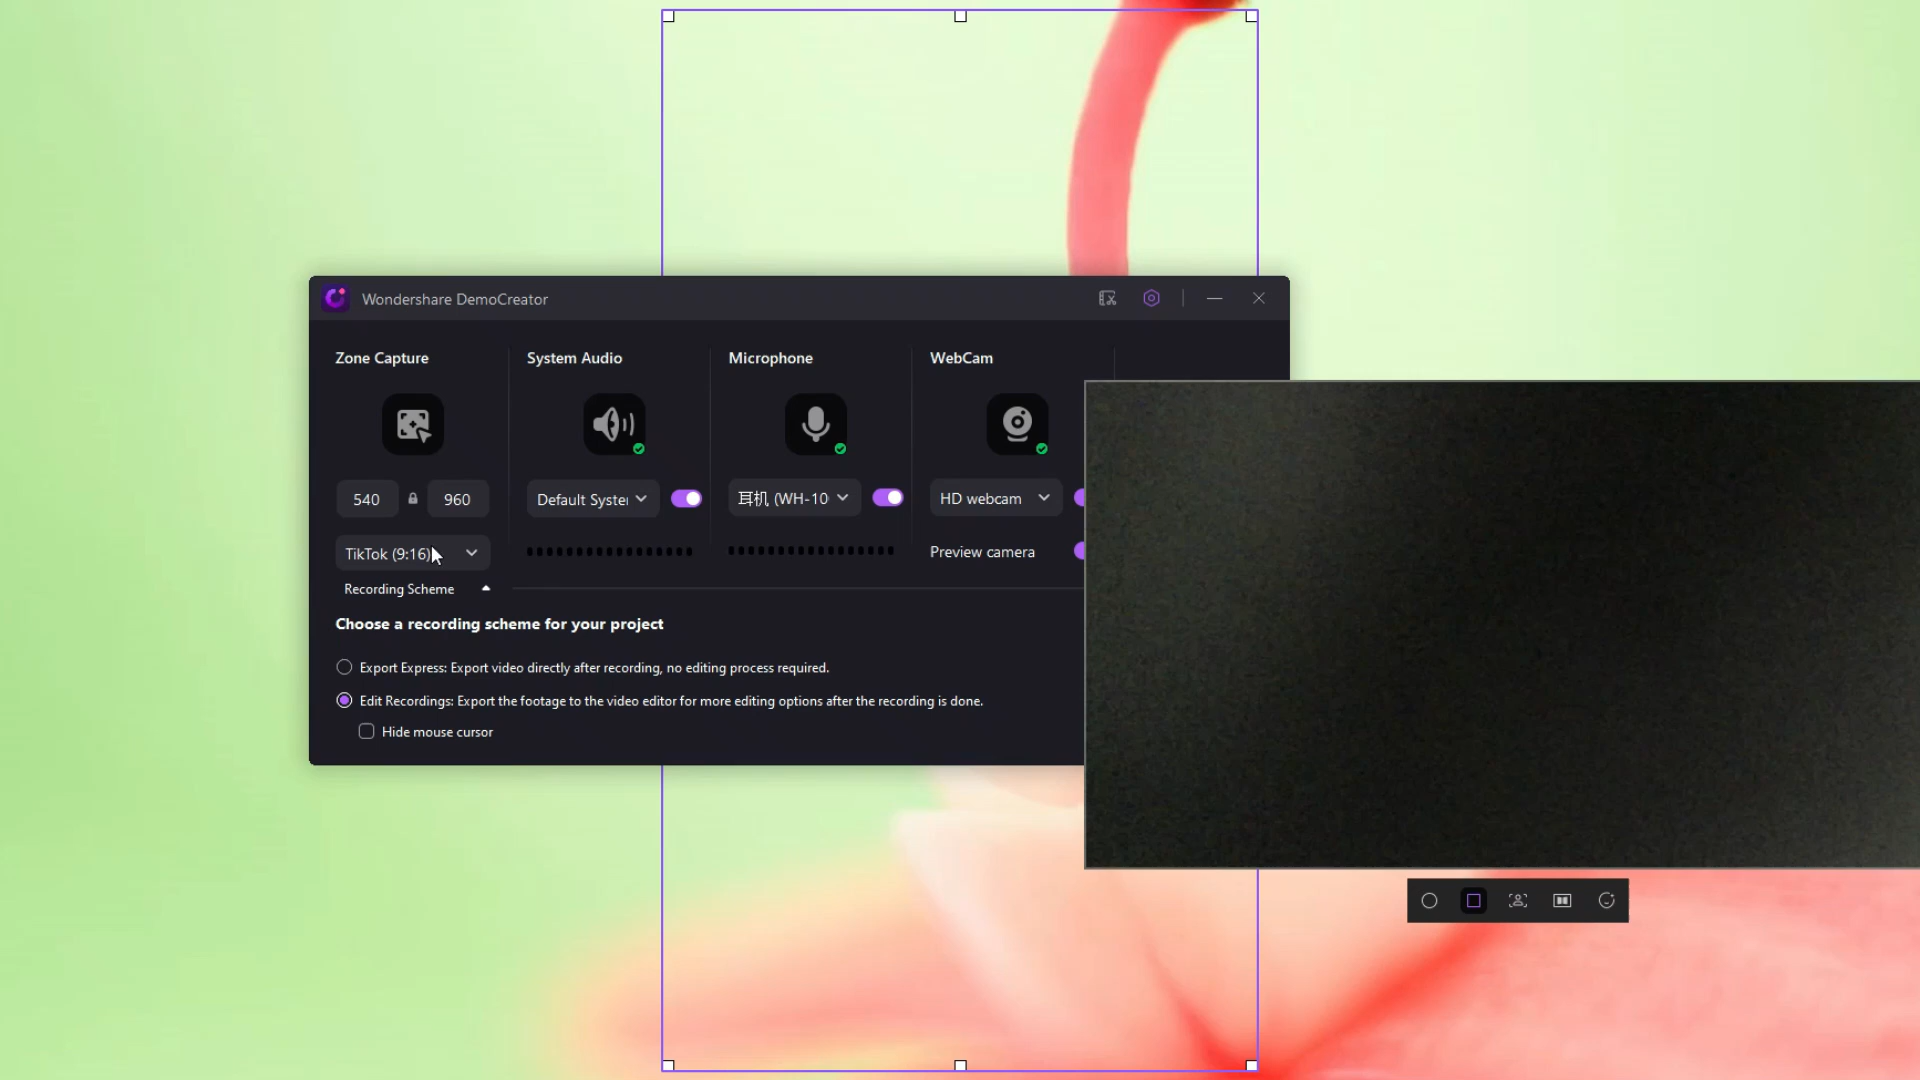 Wondershare DemoCreator
Zone Capture
System Audio
Microphone
WebCam
540
960
Default Syste
耳机 (WH-10
HD webcam
TikTok (9:16)
Preview camera
Recording Scheme
Choose a recording scheme for your project
Export Express: Export video directly after recording, no editing process required.
Edit Recordings: Export the footage to the video editor for more editing options after the recording is done.
Hide mouse cursor